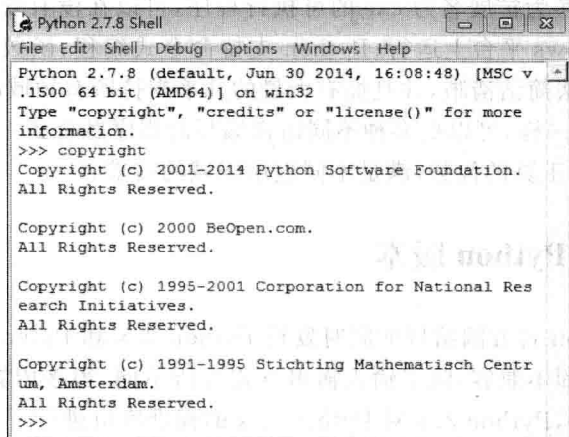 Python 2.7.8 Shell
File Edit Shell Debug Options Windows Help
Python 2.7.8 (default, Jun 30 2014, 16:08:48) [MSC v
.1500 64 bit (AMD64)] on win32
Type "copyright", "credits" or "license()" for more
information.
>>> copyright
Copyright (c) 2001-2014 Python Software Foundation.
All Rights Reserved.
Copyright (c) 2000 BeOpen.com.
All Rights Reserved.
Copyright (c) 1995-2001 Corporation for National Res
earch Initiatives.
All Rights Reserved.
Copyright (c) 1991-1995 Stichting Mathematisch Centr
um, Amsterdam.
All Rights Reserved.
>>>